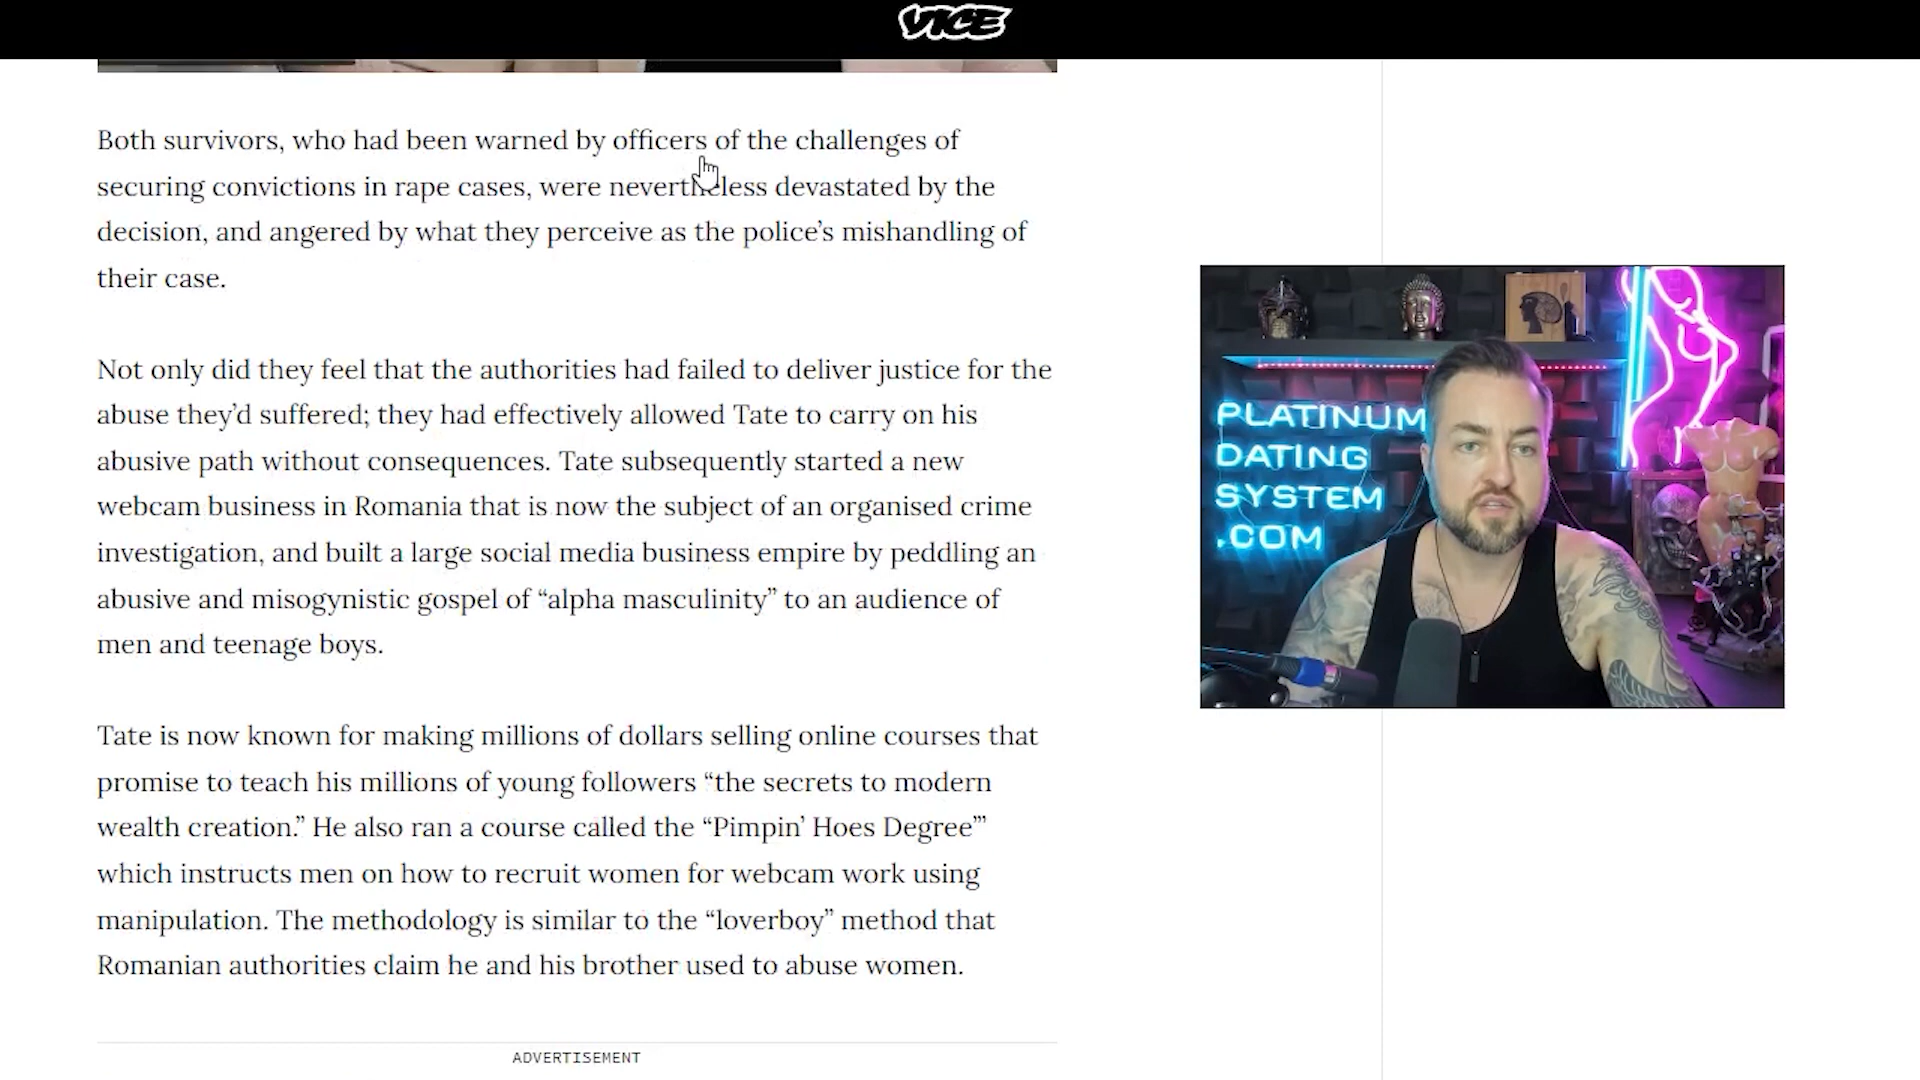 VICE
Both survivors, who had been warned by officers of the challenges of
securing convictions in rape cases, were nevertheless devastated by the
decision, and angered by what they perceive as the police’s mishandling of
their case.
Not only did they feel that the authorities had failed to deliver justice for the
abuse they’d suffered; they had effectively allowed Tate to carry on his
abusive path without consequences. Tate subsequently started a new
webcam business in Romania that is now the subject of an organised crime
investigation, and built a large social media business empire by peddling an
abusive and misogynistic gospel of “alpha masculinity” to an audience of
men and teenage boys.
Tate is now known for making millions of dollars selling online courses that
promise to teach his millions of young followers “the secrets to modern
wealth creation.” He also ran a course called the “Pimpin’ Hoes Degree’”
which instructs men on how to recruit women for webcam work using
manipulation. The methodology is similar to the “loverboy” method that
Romanian authorities claim he and his brother used to abuse women.
ADVERTISEMENT
PLATINUM
DATING
SYSTEM
.COM